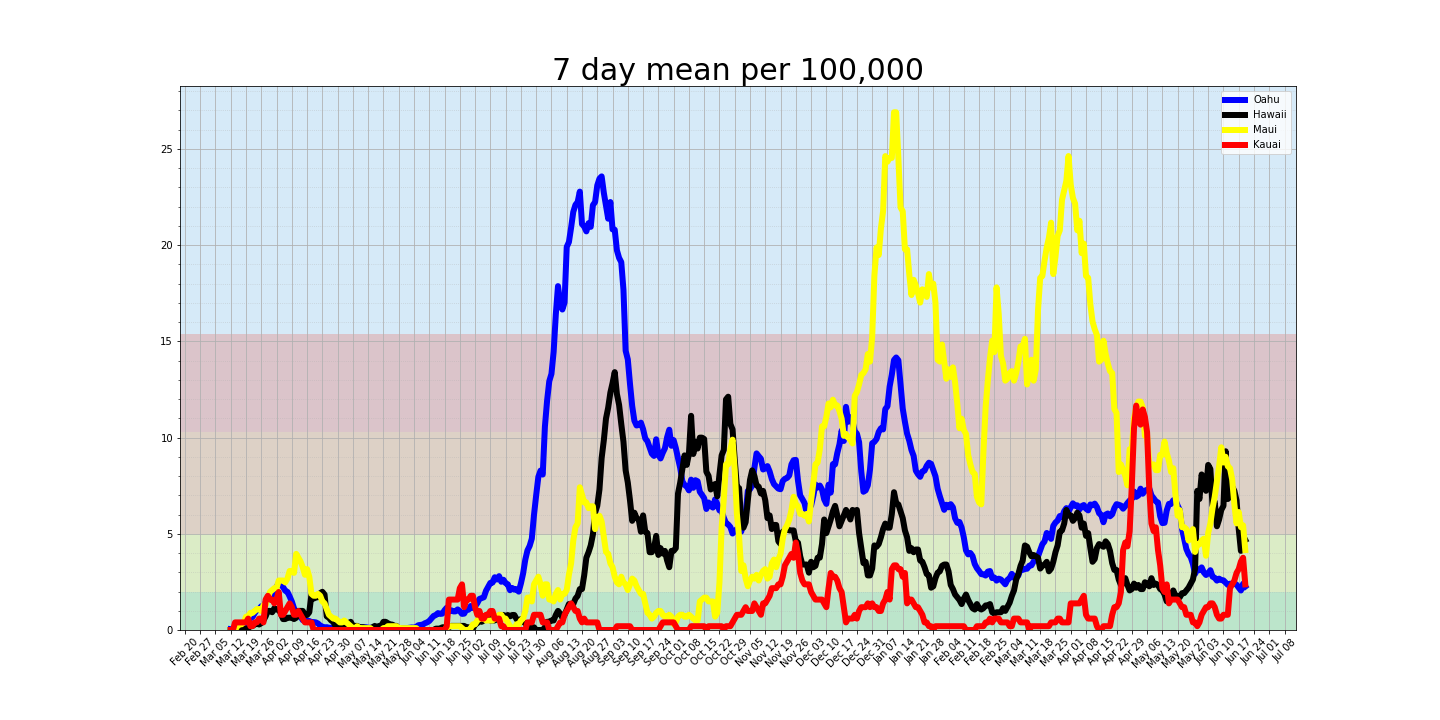 7 day mean per 100,000
Oahu
Hawaii
Maui
Kauai
25
20
15
10
5
0
Feb 20
Feb 27
Mar 05
Mar 12
Mar 19
Mar 26
Apr 02
Apr 09
Apr 16
Apr 23
Apr 30
May 07
May 14
May 21
May 28
Jun 04
Jun 11
Jun 18
Jun 25
Jul 02
Jul 09
Jul 16
Jul 23
Jul 30
Aug 06
Aug 13
Aug 20
Aug 27
Sep 03
Sep 10
Sep 17
Sep 24
Oct 01
Oct 08
Oct 15
Oct 22
Oct 29
Nov 05
Nov 12
Nov 19
Nov 26
Dec 03
Dec 10
Dec 17
Dec 24
Dec 31
Jan 07
Jan 14
Jan 21
Jan 28
Feb 04
Feb 11
Feb 18
Feb 25
Mar 04
Mar 11
Mar 18
Mar 25
Apr 01
Apr 08
Apr 15
Apr 22
Apr 29
May 06
May 13
May 20
May 27
Jun 03
Jun 10
Jun 17
Jun 24
Jul 01
Jul 08